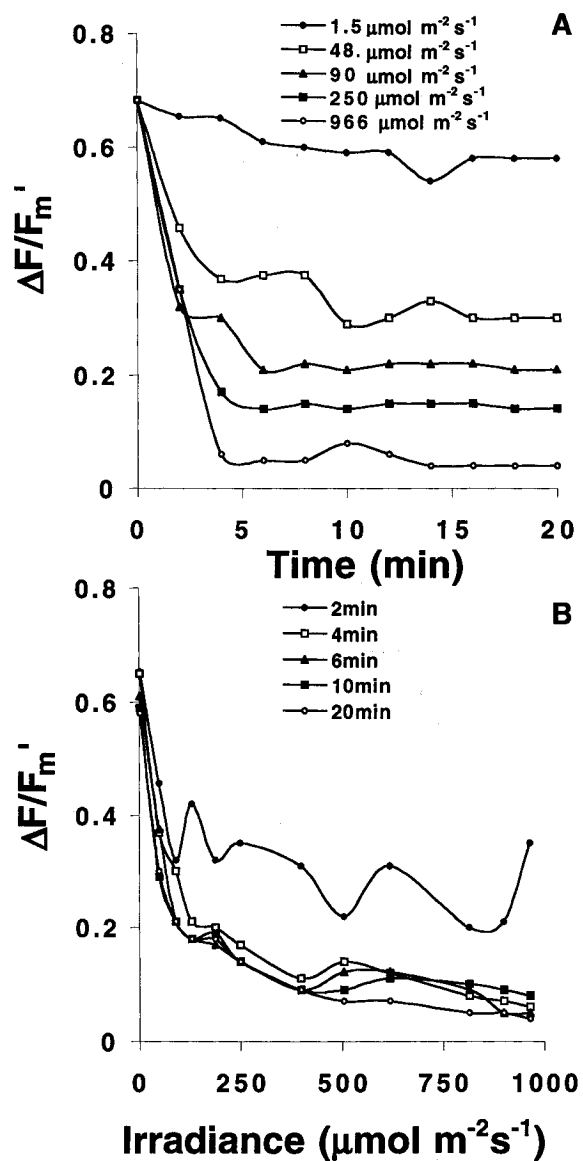 A
1.5 µmol m⁻² s⁻¹
48. µmol m⁻² s⁻¹
90 µmol m⁻² s⁻¹
250 µmol m⁻² s⁻¹
966 µmol m⁻² s⁻¹
0.8
0.6
0.4
0.2
0
ΔF/Fm'
0 5 10 15 20
Time (min)
B
2min
4min
6min
10min
20min
0.8
0.6
0.4
0.2
0
ΔF/Fm'
0 250 500 750 1000
Irradiance (µmol m⁻²s⁻¹)